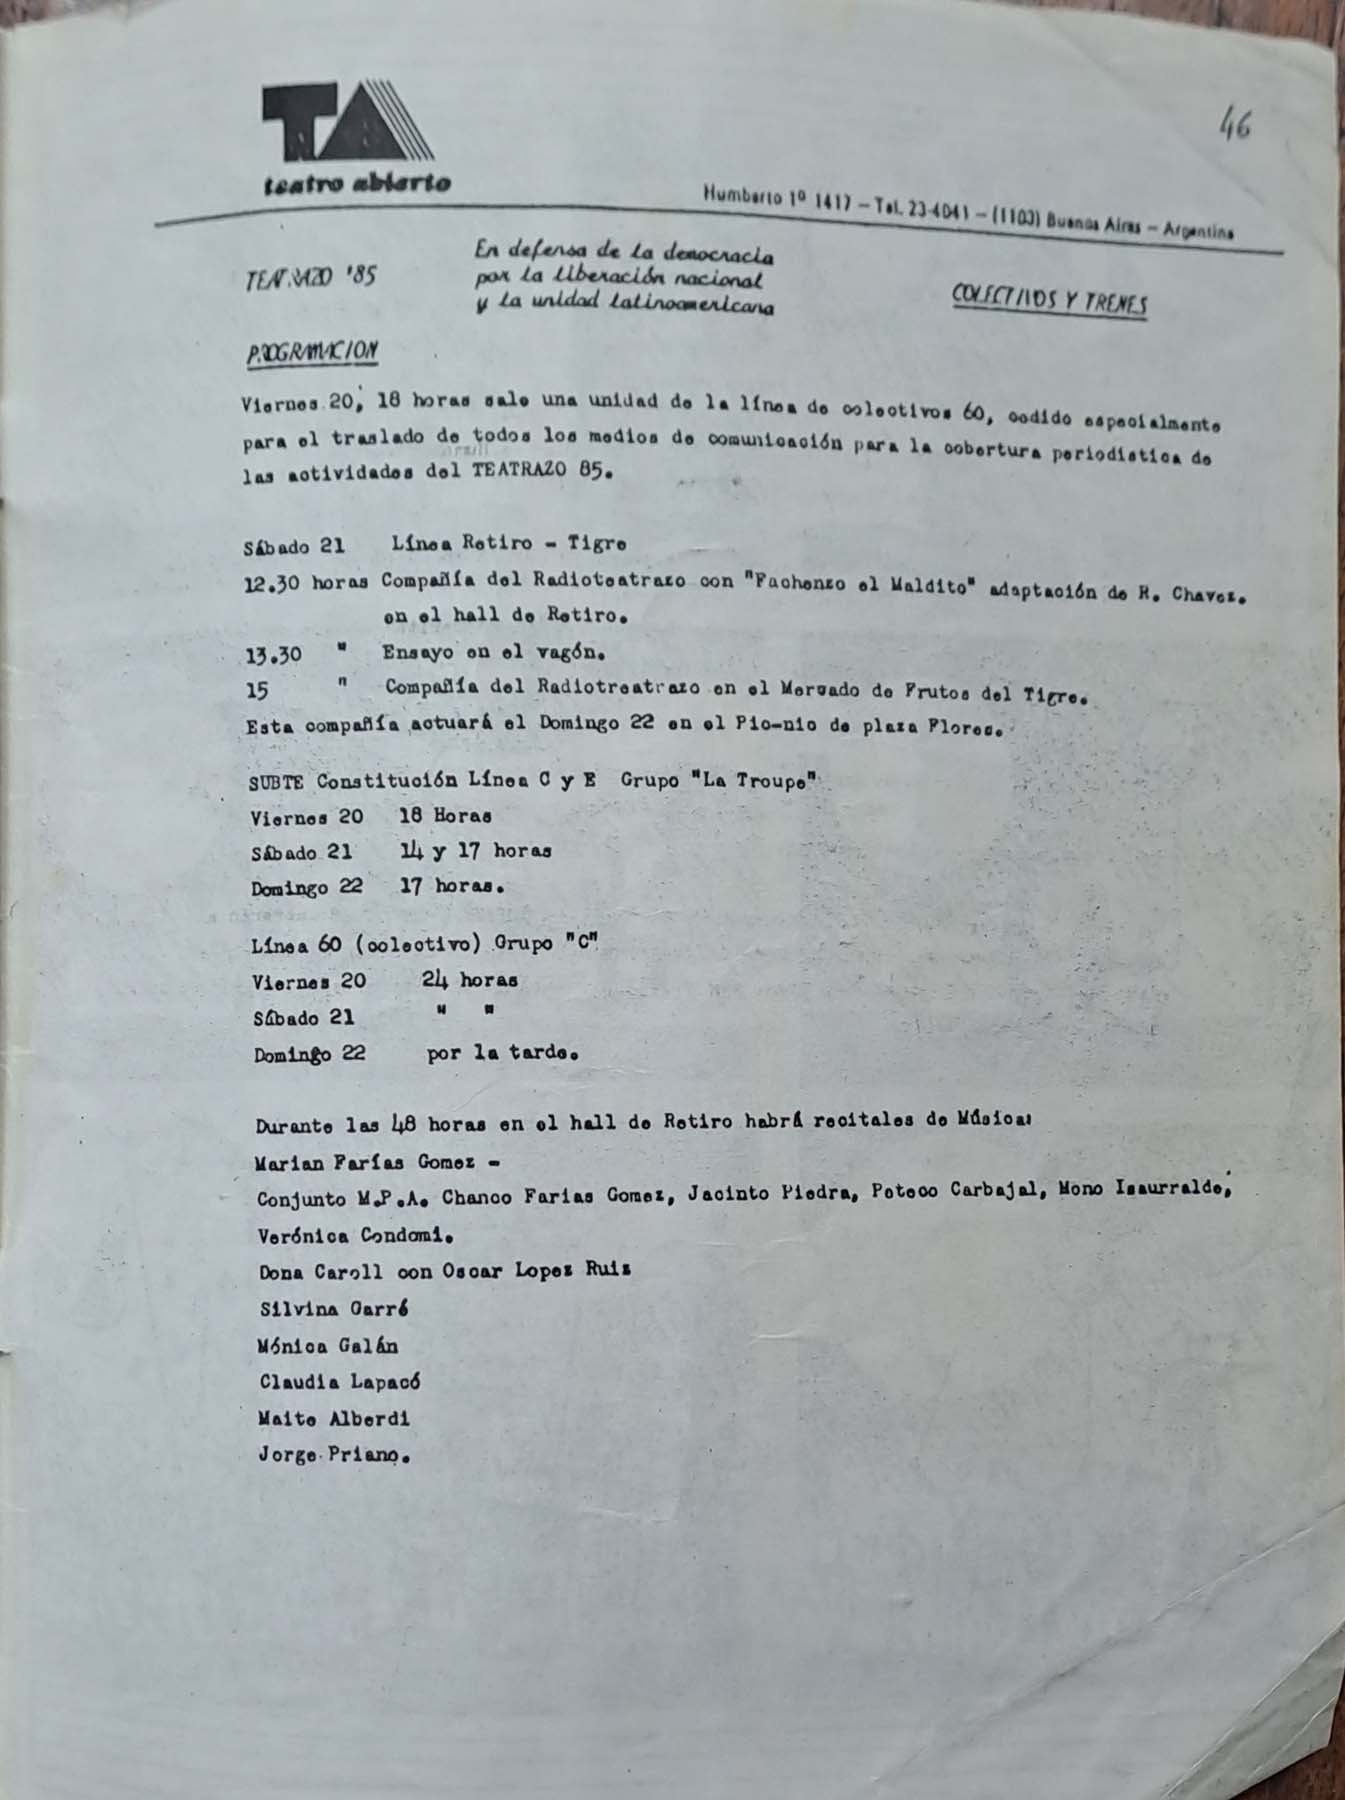 46
TA
teatro abierto
Humberto 1º 1417 – Tel. 23-4041 – (1103) Buenos Aires – Argentina
TEATRAZO '85
En defensa de la democracia
por la liberación nacional
y la unidad latinoamericana
COLECTIVOS Y TRENES
PROGRAMACION
Viernes 20, 18 horas sale una unidad de la línea de colectivos 60, cedido especialmente
para el traslado de todos los medios de comunicación para la cobertura periodística de
las actividades del TEATRAZO 85.
Sábado 21 Línea Retiro - Tigre
12.30 horas Compañía del Radioteatrazo con "Fachenzo el Maldito" adaptación de R. Chavez.
en el hall de Retiro.
13.30 " Ensayo en el vagón.
15 " Compañía del Radiotreatrazo en el Mercado de Frutos del Tigre.
Esta compañía actuará el Domingo 22 en el Pic-nic de plaza Flores.
SUBTE Constitución Línea C y E Grupo "La Troupe"
Viernes 20 18 Horas
Sábado 21 14 y 17 horas
Domingo 22 17 horas.
Línea 60 (colectivo) Grupo "C"
Viernes 20 24 horas
Sábado 21 " "
Domingo 22 por la tarde.
Durante las 48 horas en el hall de Retiro habrá recitales de Música:
Marian Farías Gomez -
Conjunto M.P.A. Chanco Farias Gomez, Jacinto Piedra, Peteco Carbajal, Mono Isaurralde,
Verónica Condomi.
Dona Caroll con Oscar Lopez Ruiz
Silvina Garré
Mónica Galán
Claudia Lapacó
Maite Alberdi
Jorge Priano.